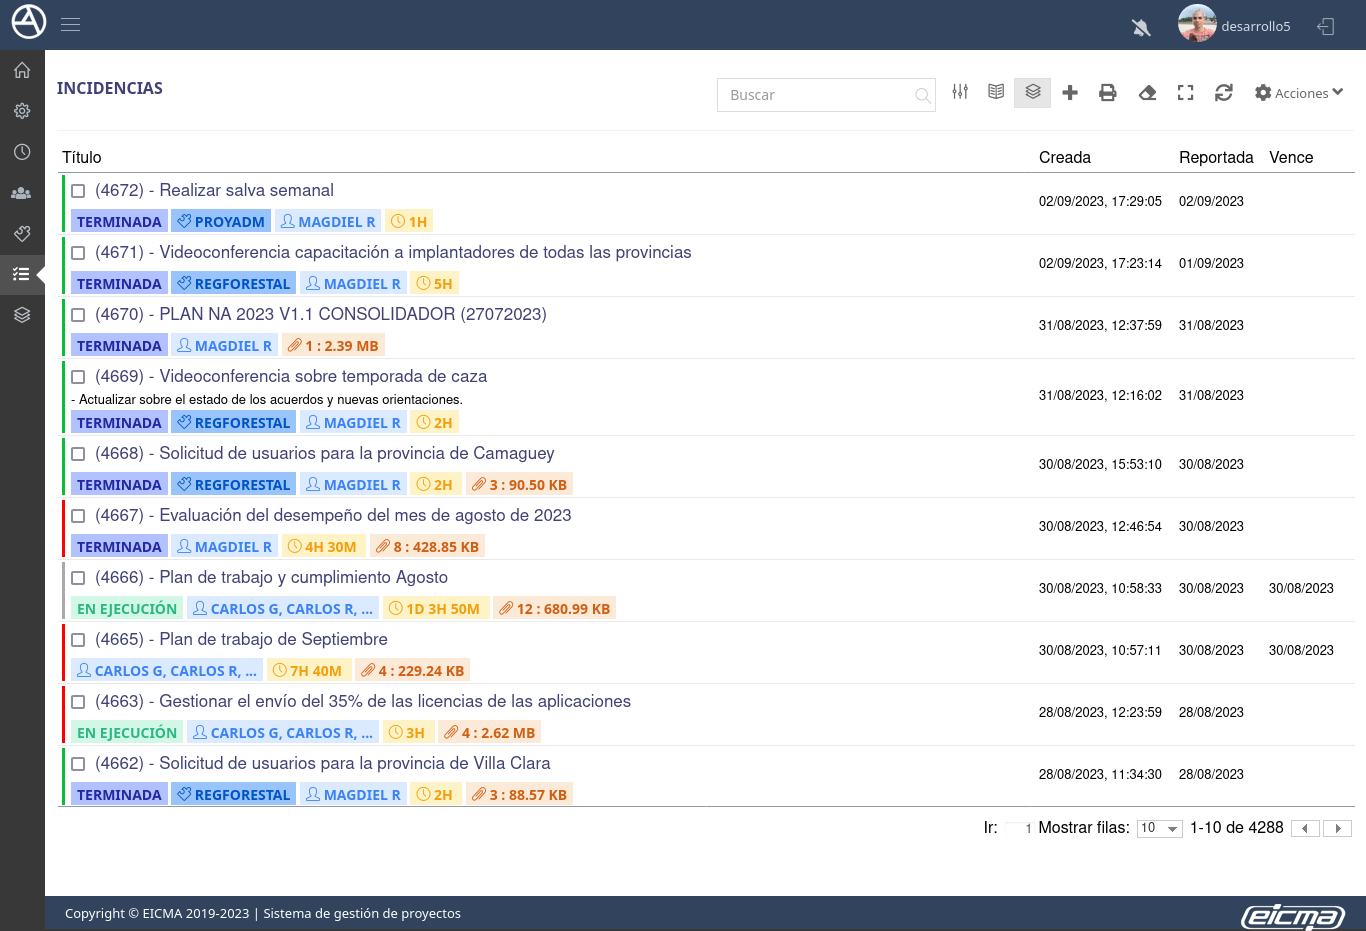 desarrollo5
INCIDENCIAS
Buscar
Acciones
Título Creada Reportada Vence
(4672) - Realizar salva semanal
02/09/2023, 17:29:05 02/09/2023
TERMINADA PROYADM MAGDIEL R 1H
(4671) - Videoconferencia capacitación a implantadores de todas las provincias
02/09/2023, 17:23:14 01/09/2023
TERMINADA REGFORESTAL MAGDIEL R 5H
(4670) - PLAN NA 2023 V1.1 CONSOLIDADOR (27072023)
31/08/2023, 12:37:59 31/08/2023
TERMINADA MAGDIEL R 1 : 2.39 MB
(4669) - Videoconferencia sobre temporada de caza
31/08/2023, 12:16:02 31/08/2023
- Actualizar sobre el estado de los acuerdos y nuevas orientaciones.
TERMINADA REGFORESTAL MAGDIEL R 2H
(4668) - Solicitud de usuarios para la provincia de Camaguey
30/08/2023, 15:53:10 30/08/2023
TERMINADA REGFORESTAL MAGDIEL R 2H 3 : 90.50 KB
(4667) - Evaluación del desempeño del mes de agosto de 2023
30/08/2023, 12:46:54 30/08/2023
TERMINADA MAGDIEL R 4H 30M 8 : 428.85 KB
(4666) - Plan de trabajo y cumplimiento Agosto
30/08/2023, 10:58:33 30/08/2023 30/08/2023
EN EJECUCIÓN CARLOS G, CARLOS R, ... 1D 3H 50M 12 : 680.99 KB
(4665) - Plan de trabajo de Septiembre
30/08/2023, 10:57:11 30/08/2023 30/08/2023
CARLOS G, CARLOS R, ... 7H 40M 4 : 229.24 KB
(4663) - Gestionar el envío del 35% de las licencias de las aplicaciones
28/08/2023, 12:23:59 28/08/2023
EN EJECUCIÓN CARLOS G, CARLOS R, ... 3H 4 : 2.62 MB
(4662) - Solicitud de usuarios para la provincia de Villa Clara
28/08/2023, 11:34:30 28/08/2023
TERMINADA REGFORESTAL MAGDIEL R 2H 3 : 88.57 KB
Ir: 1 Mostrar filas: 10 1-10 de 4288
Copyright © EICMA 2019-2023 | Sistema de gestión de proyectos
eicma